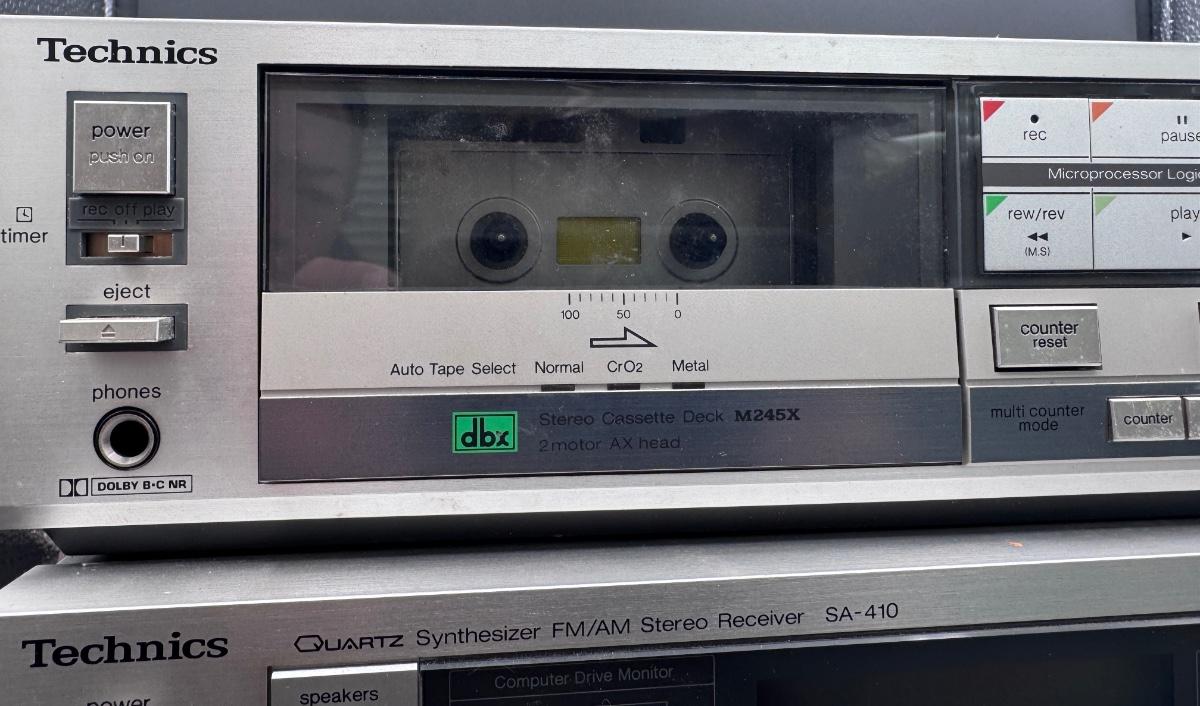 Technics
power
push on
rec off play
timer
eject
phones
DOLBY B·C NR
100 50 0
Auto Tape Select Normal CrO2 Metal
dbx
Stereo Cassette Deck M245X
2 motor AX head
rec
pause
Microprocessor Logic
rew/rev
(M.S)
play
counter
reset
multi counter
mode
counter
Technics
QUARTZ Synthesizer FM/AM Stereo Receiver SA-410
power
speakers
Computer Drive Monitor